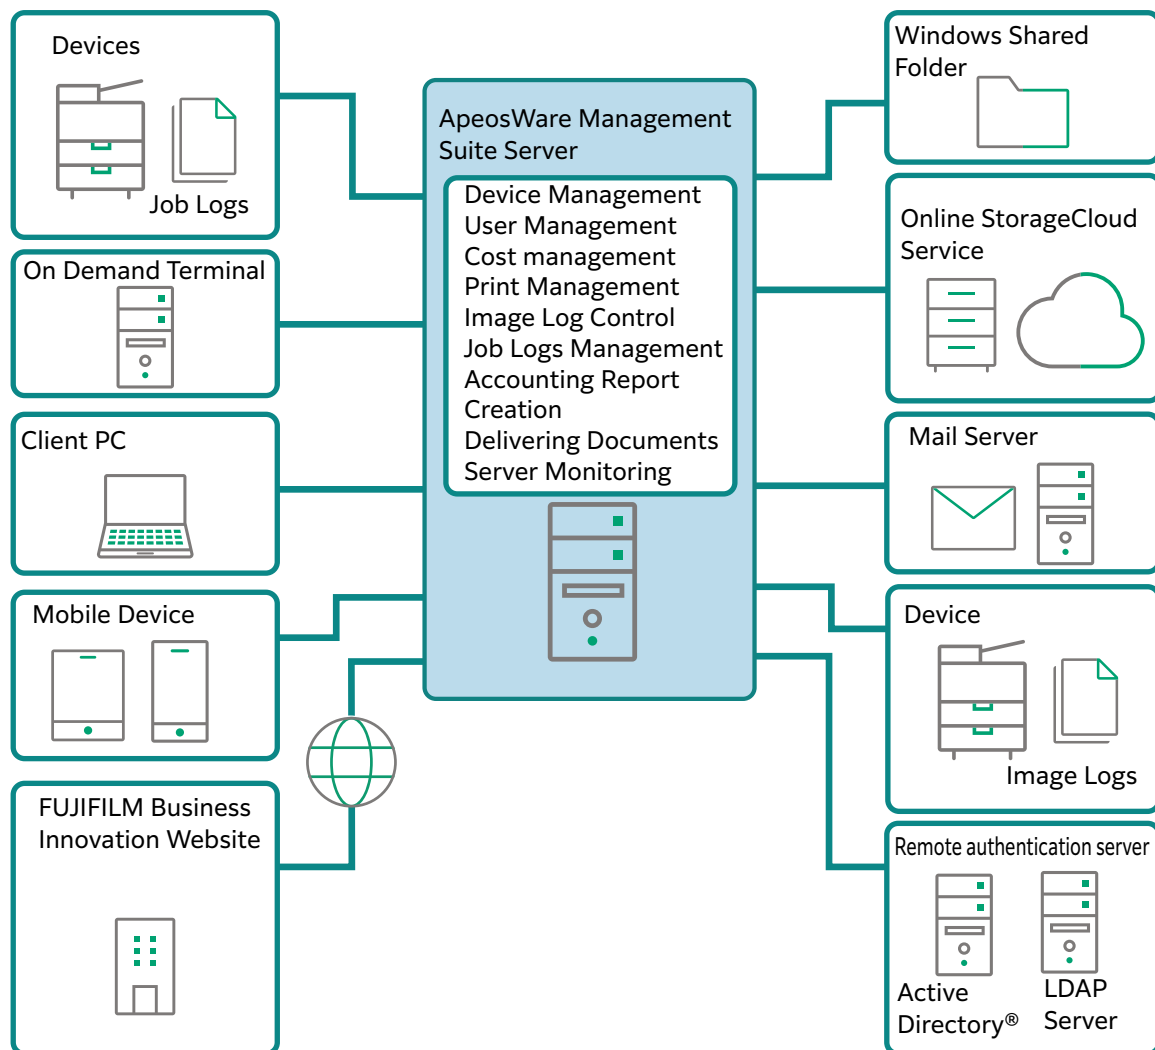 Devices
Job Logs
On Demand Terminal
Client PC
Mobile Device
FUJIFILM Business
Innovation Website
ApeosWare Management
Suite Server
Device Management
User Management
Cost management
Print Management
Image Log Control
Job Logs Management
Accounting Report
Creation
Delivering Documents
Server Monitoring
Windows Shared
Folder
Online StorageCloud
Service
Mail Server
Device
Image Logs
Remote authentication server
Active
Directory®
LDAP
Server